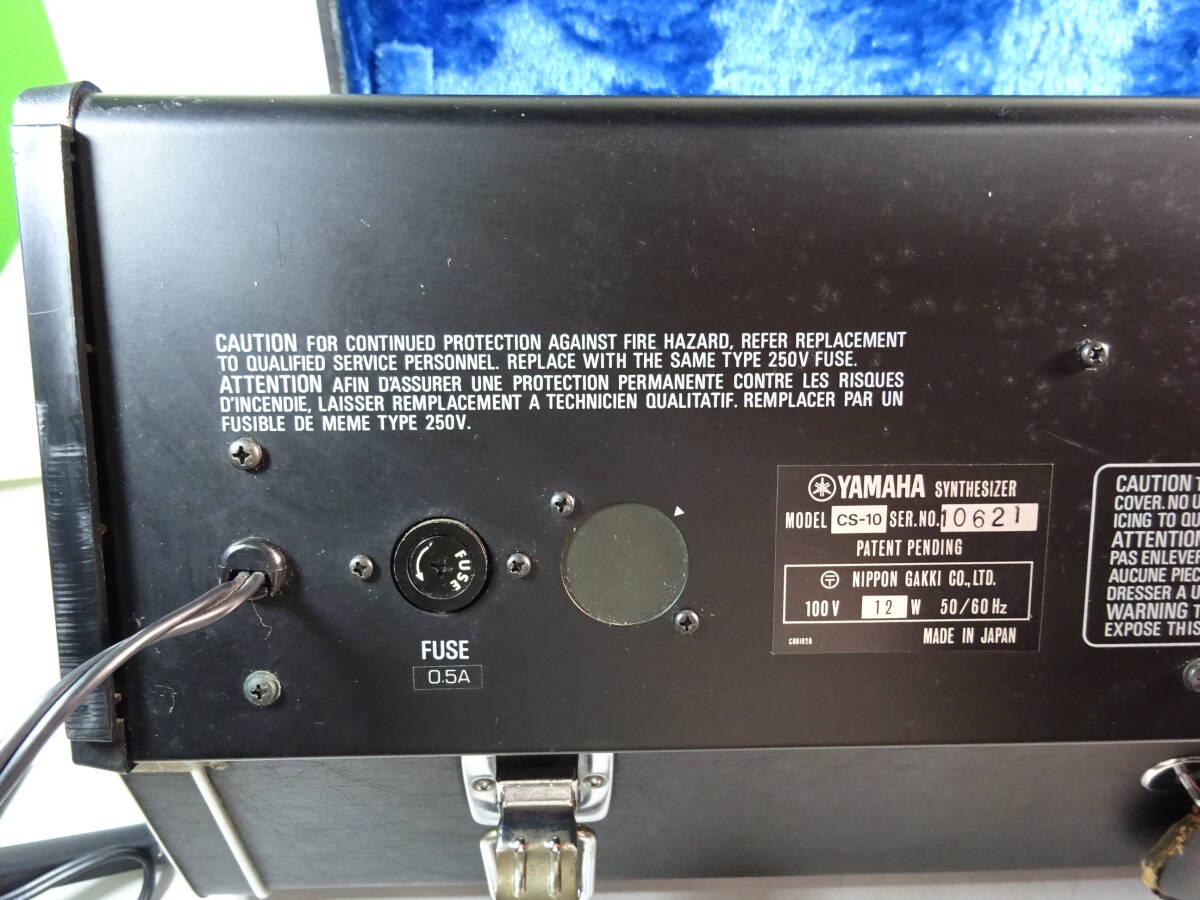 CAUTION FOR CONTINUED PROTECTION AGAINST FIRE HAZARD, REFER REPLACEMENT
TO QUALIFIED SERVICE PERSONNEL. REPLACE WITH THE SAME TYPE 250V FUSE.
ATTENTION AFIN D'ASSURER UNE PROTECTION PERMANENTE CONTRE LES RISQUES
D'INCENDIE, LAISSER REMPLACEMENT A TECHNICIEN QUALITATIF. REMPLACER PAR UN
FUSIBLE DE MEME TYPE 250V.
FUSE
FUSE
0.5A
YAMAHA SYNTHESIZER
MODEL CS-10 SER.NO. 10621
PATENT PENDING
NIPPON GAKKI CO., LTD.
100V 12 W 50/60 Hz
MADE IN JAPAN
CAUTION
COVER. NO
ICING TO
ATTENTION
PAS ENLEVER
AUCUNE
DRESSER A
WARNING
EXPOSE THIS